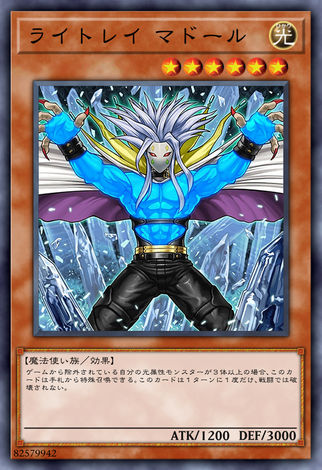 ライトレイ マドール
光
【魔法使い族／効果】
ゲームから除外されている自分の光属性モンスターが３体以上の場合、このカ
ードは手札から特殊召喚できる。このカードは１ターンに１度だけ、戦闘では破
壊されない。
ATK/1200 DEF/3000
82579942